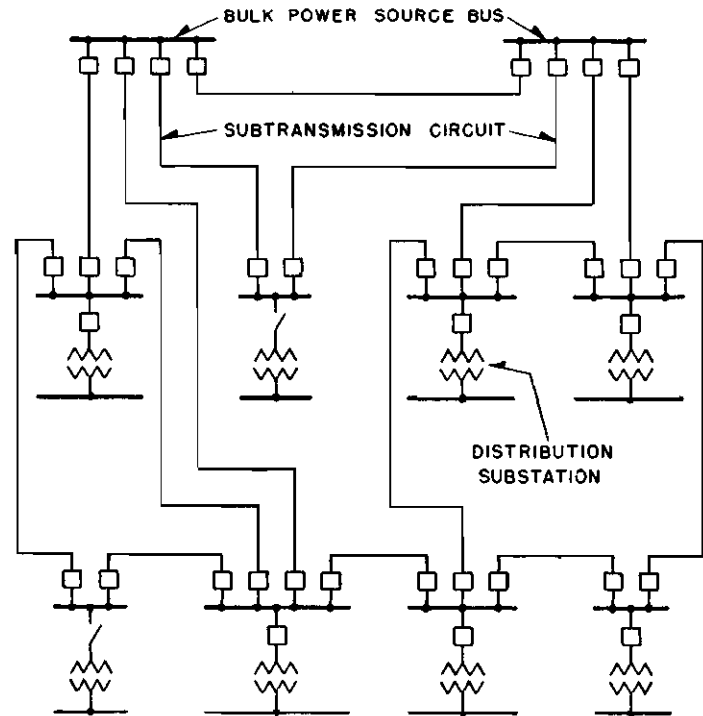 BULK POWER SOURCE BUS
SUBTRANSMISSION CIRCUIT
DISTRIBUTION
SUBSTATION